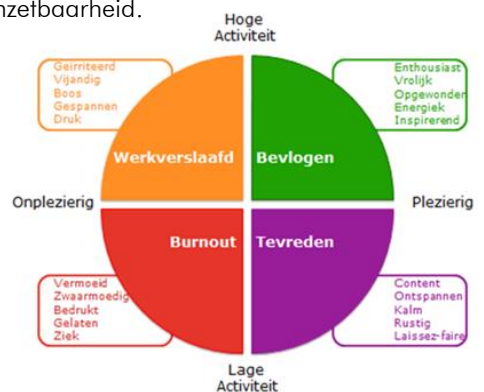 nzetbaarheid.
Hoge
Activiteit
Geïrriteerd
Vijandig
Boos
Gespannen
Druk
Enthousiast
Vrolijk
Opgewonden
Energiek
Inspirerend
Werkverslaafd
Bevlogen
Onplezierig
Plezierig
Burnout
Tevreden
Vermoeid
Zwaarmoedig
Bedrukt
Gelaten
Ziek
Content
Ontspannen
Kalm
Rustig
Laissez-faire
Lage
Activiteit